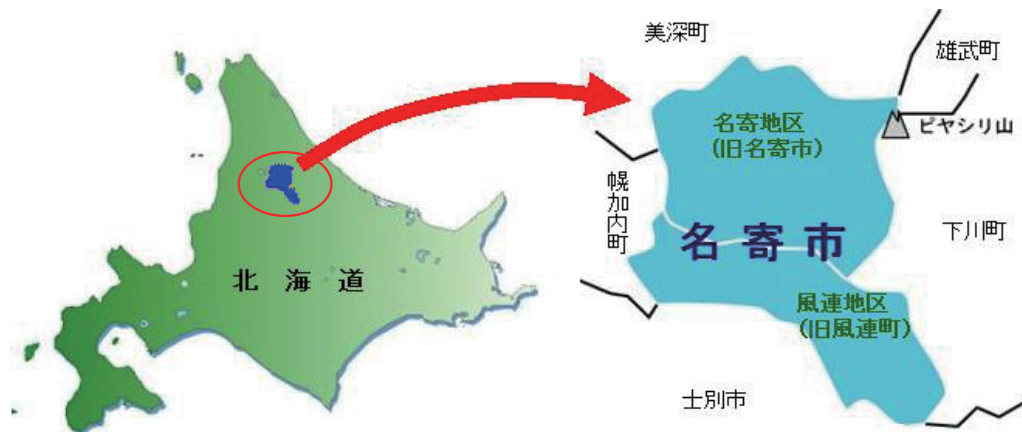 北海道
美深町
雄武町
名寄地区
(旧名寄市)
ピヤシリ山
幌加内町
名寄市
下川町
風連地区
(旧風連町)
士別市